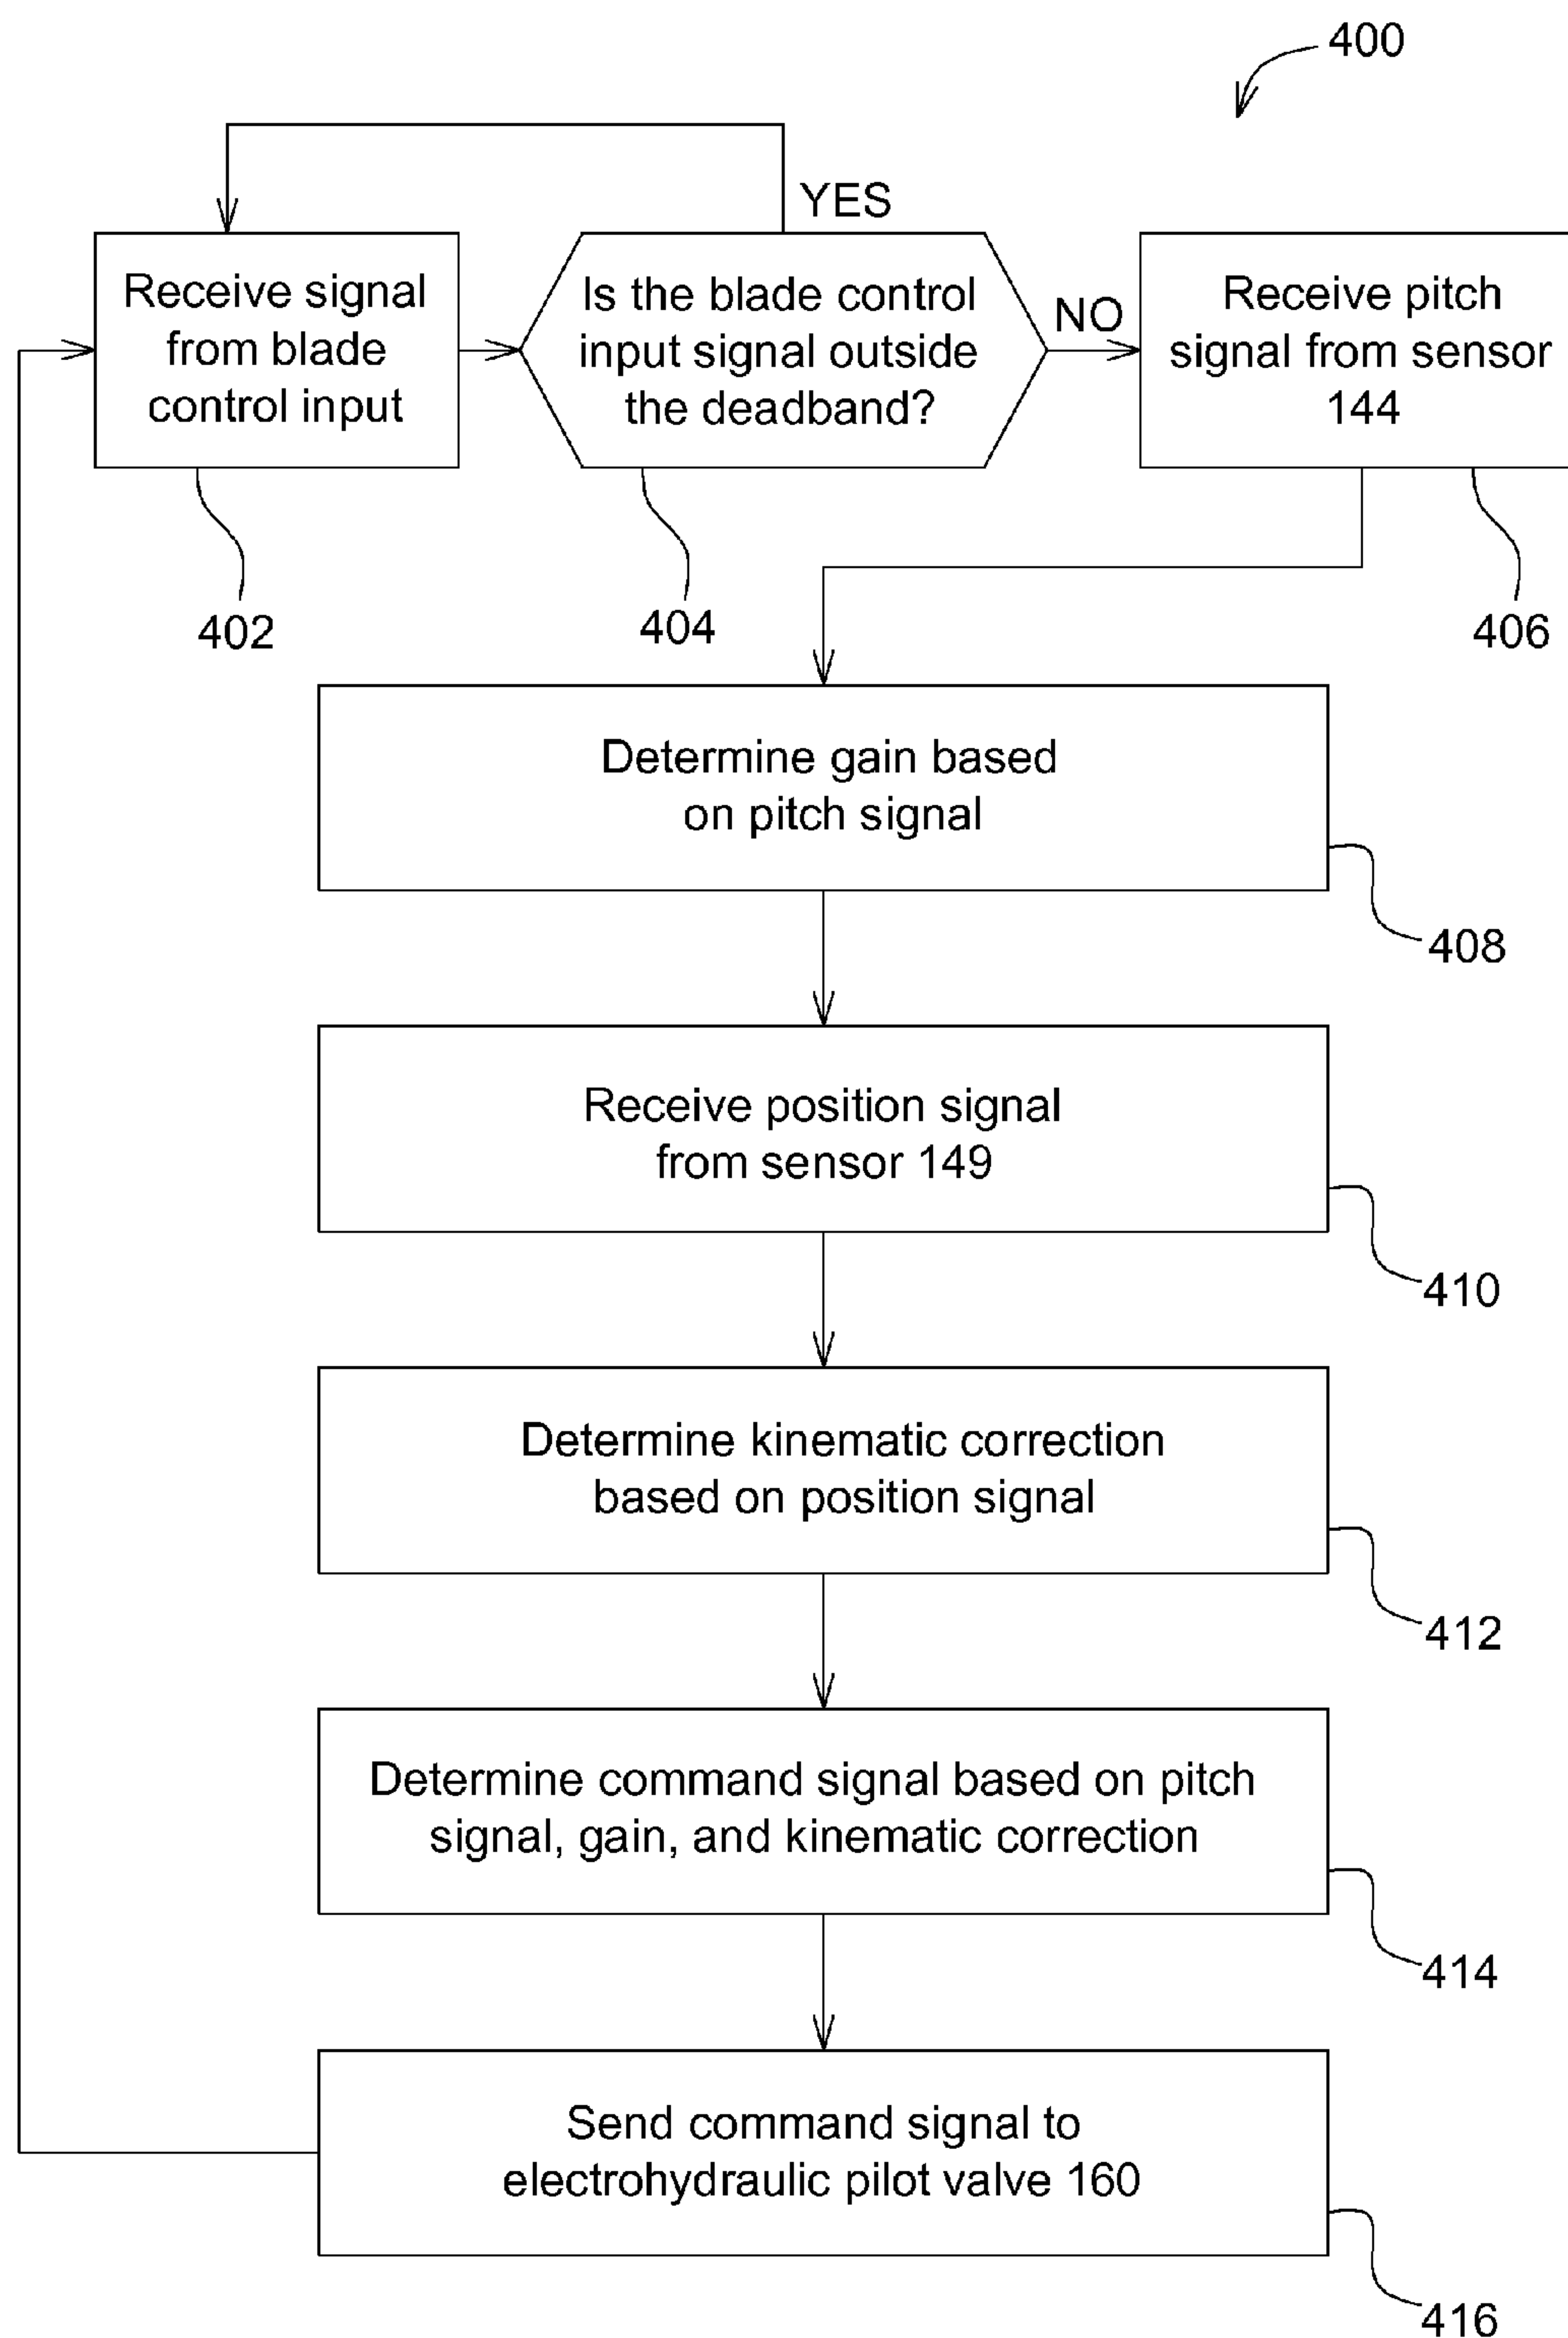 400
YES
Receive signal
from blade
control input
Is the blade control
input signal outside
the deadband?
NO
Receive pitch
signal from sensor
144
402
404
406
Determine gain based
on pitch signal
408
Receive position signal
from sensor 149
410
Determine kinematic correction
based on position signal
412
Determine command signal based on pitch
signal, gain, and kinematic correction
414
Send command signal to
electrohydraulic pilot valve 160
416